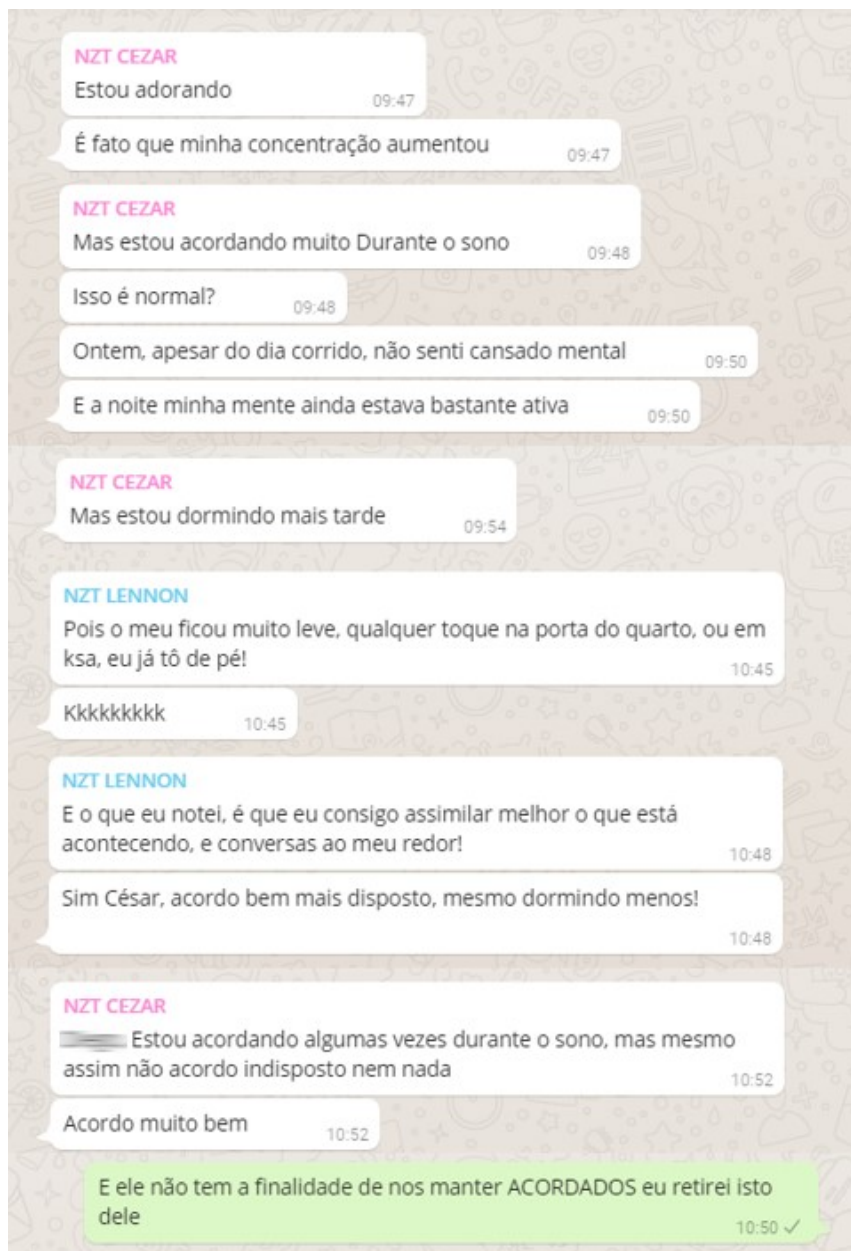 NZT CEZAR
Estou adorando
09:47
É fato que minha concentração aumentou
09:47
NZT CEZAR
Mas estou acordando muito Durante o sono
09:48
Isso é normal?
09:48
Ontem, apesar do dia corrido, não senti cansado mental
09:50
E a noite minha mente ainda estava bastante ativa
09:50
NZT CEZAR
Mas estou dormindo mais tarde
09:54
NZT LENNON
Pois o meu ficou muito leve, qualquer toque na porta do quarto, ou em
ksa, eu já tô de pé!
10:45
Kkkkkkkkk
10:45
NZT LENNON
E o que eu notei, é que eu consigo assimilar melhor o que está
acontecendo, e conversas ao meu redor!
10:48
Sim César, acordo bem mais disposto, mesmo dormindo menos!
10:48
NZT CEZAR
Estou acordando algumas vezes durante o sono, mas mesmo
assim não acordo indisposto nem nada
10:52
Acordo muito bem
10:52
E ele não tem a finalidade de nos manter ACORDADOS eu retirei isto
dele
10:50